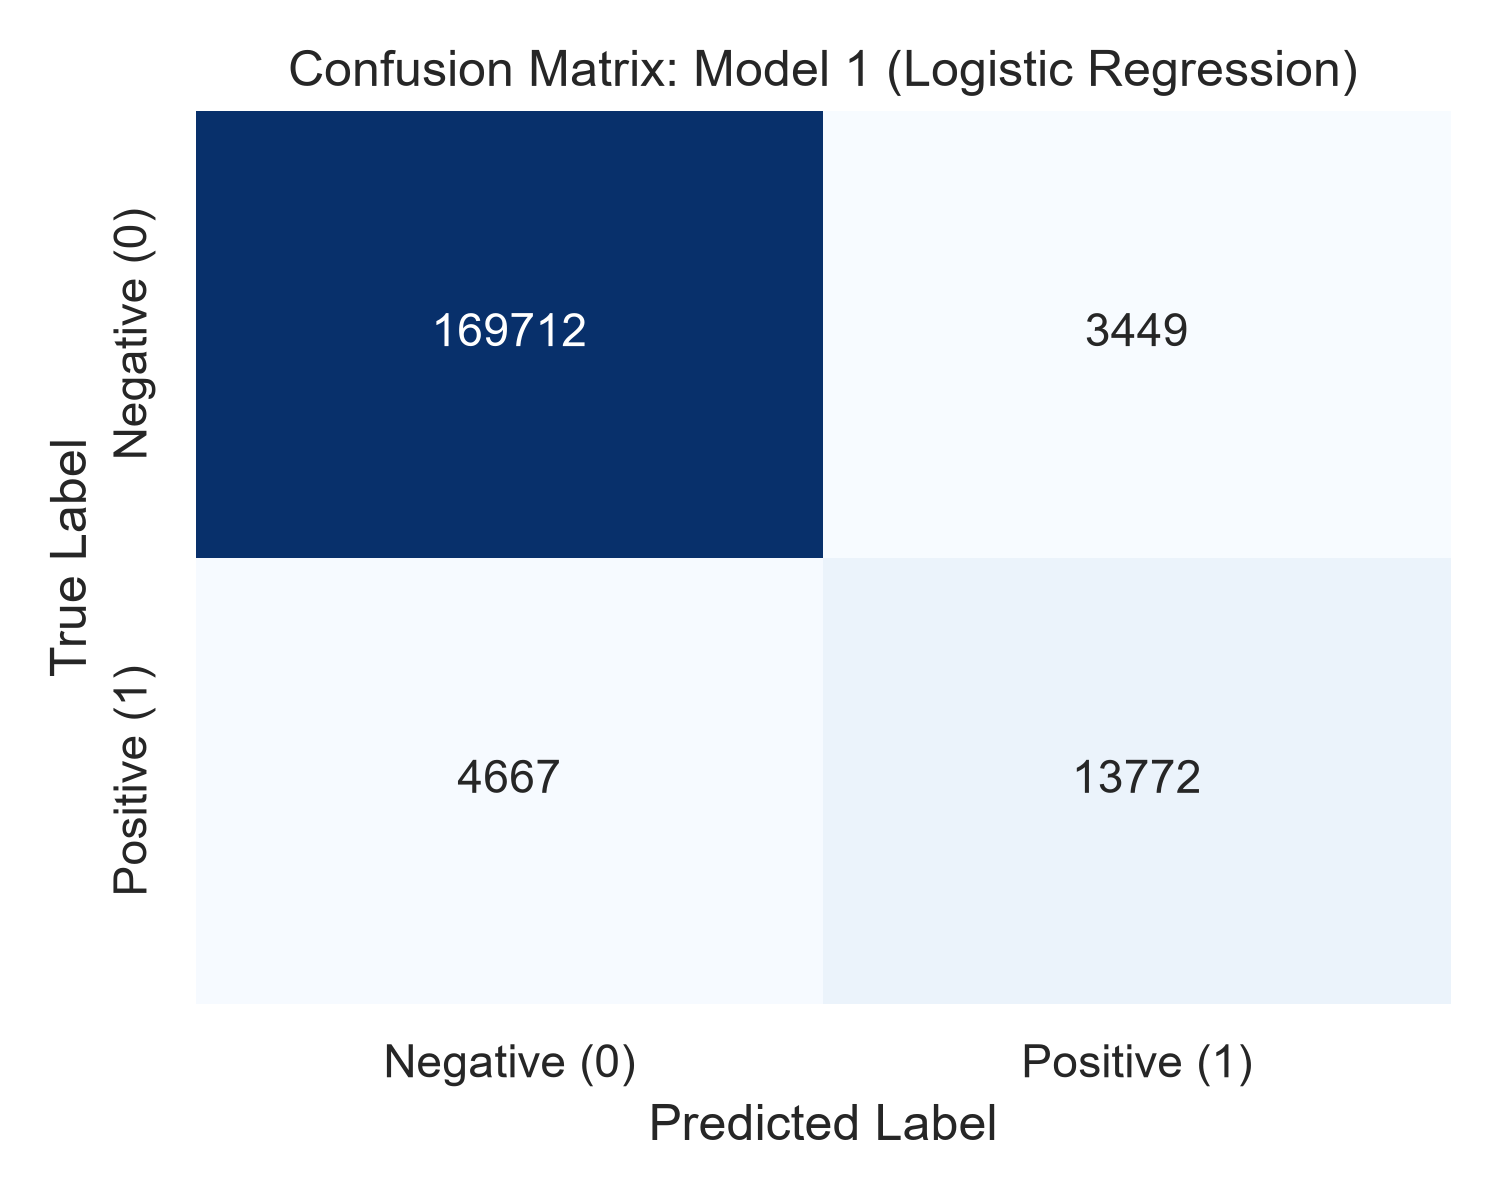 Confusion Matrix: Model 1 (Logistic Regression)
True Label
Negative (0)
169712
3449
Positive (1)
4667
13772
Negative (0)
Positive (1)
Predicted Label